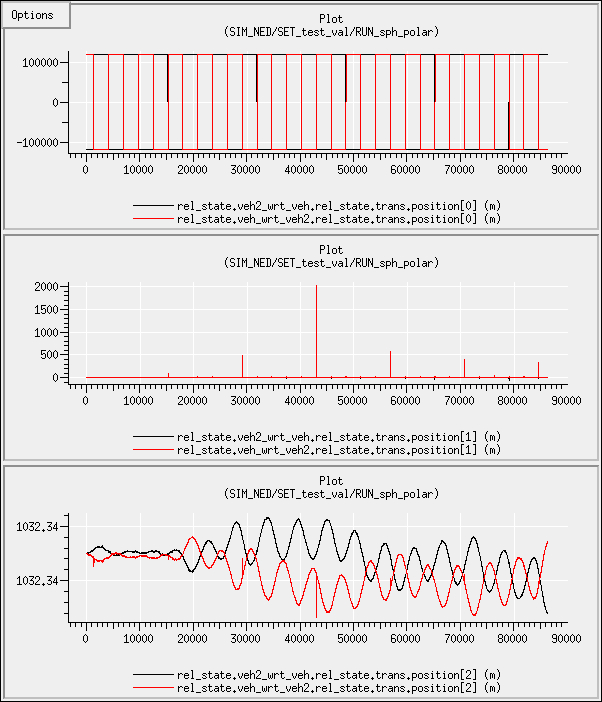 Options
Plot
(SIM_NED/SET_test_val/RUN_sph_polar)
100000
0
-100000
0 10000 20000 30000 40000 50000 60000 70000 80000 90000
rel_state.veh2_wrt_veh.rel_state.trans.position[0] (m)
rel_state.veh_wrt_veh2.rel_state.trans.position[0] (m)
Plot
(SIM_NED/SET_test_val/RUN_sph_polar)
2000
1500
1000
500
0
0 10000 20000 30000 40000 50000 60000 70000 80000 90000
rel_state.veh2_wrt_veh.rel_state.trans.position[1] (m)
rel_state.veh_wrt_veh2.rel_state.trans.position[1] (m)
Plot
(SIM_NED/SET_test_val/RUN_sph_polar)
1032.34
1032.34
0 10000 20000 30000 40000 50000 60000 70000 80000 90000
rel_state.veh2_wrt_veh.rel_state.trans.position[2] (m)
rel_state.veh_wrt_veh2.rel_state.trans.position[2] (m)